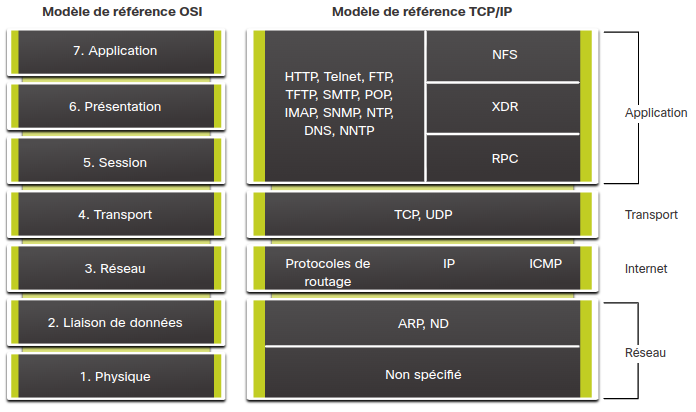 Modèle de référence OSI
Modèle de référence TCP/IP
7. Application
6. Présentation
5. Session
4. Transport
3. Réseau
2. Liaison de données
1. Physique
HTTP, Telnet, FTP,
TFTP, SMTP, POP,
IMAP, SNMP, NTP,
DNS, NNTP
NFS
XDR
RPC
TCP, UDP
Protocoles de
routage
IP
ICMP
ARP, ND
Non spécifié
Application
Transport
Internet
Réseau